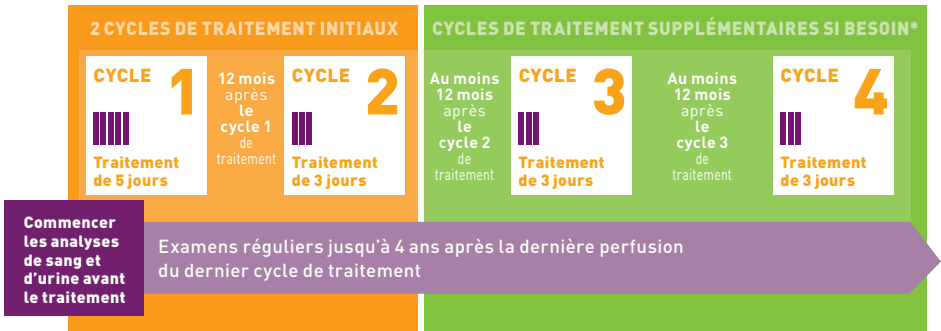 2 CYCLES DE TRAITEMENT INITIAUX
CYCLES DE TRAITEMENT SUPPLÉMENTAIRES SI BESOIN*
CYCLE 1
Traitement
de 5 jours
12 mois
après
le
cycle 1
de
traitement
CYCLE 2
Traitement
de 3 jours
Au moins
12 mois
après
le
cycle 2
de
traitement
CYCLE 3
Traitement
de 3 jours
Au moins
12 mois
après
le
cycle 3
de
traitement
CYCLE 4
Traitement
de 3 jours
Commencer
les analyses
de sang et
d’urine avant
le traitement
Examens réguliers jusqu’à 4 ans après la dernière perfusion
du dernier cycle de traitement